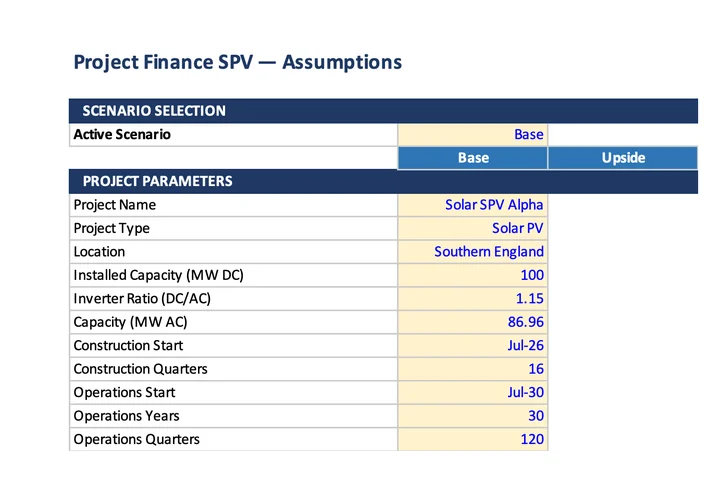 Project Finance SPV — Assumptions
SCENARIO SELECTION
Active Scenario Base
Base Upside
PROJECT PARAMETERS
Project Name Solar SPV Alpha
Project Type Solar PV
Location Southern England
Installed Capacity (MW DC) 100
Inverter Ratio (DC/AC) 1.15
Capacity (MW AC) 86.96
Construction Start Jul-26
Construction Quarters 16
Operations Start Jul-30
Operations Years 30
Operations Quarters 120